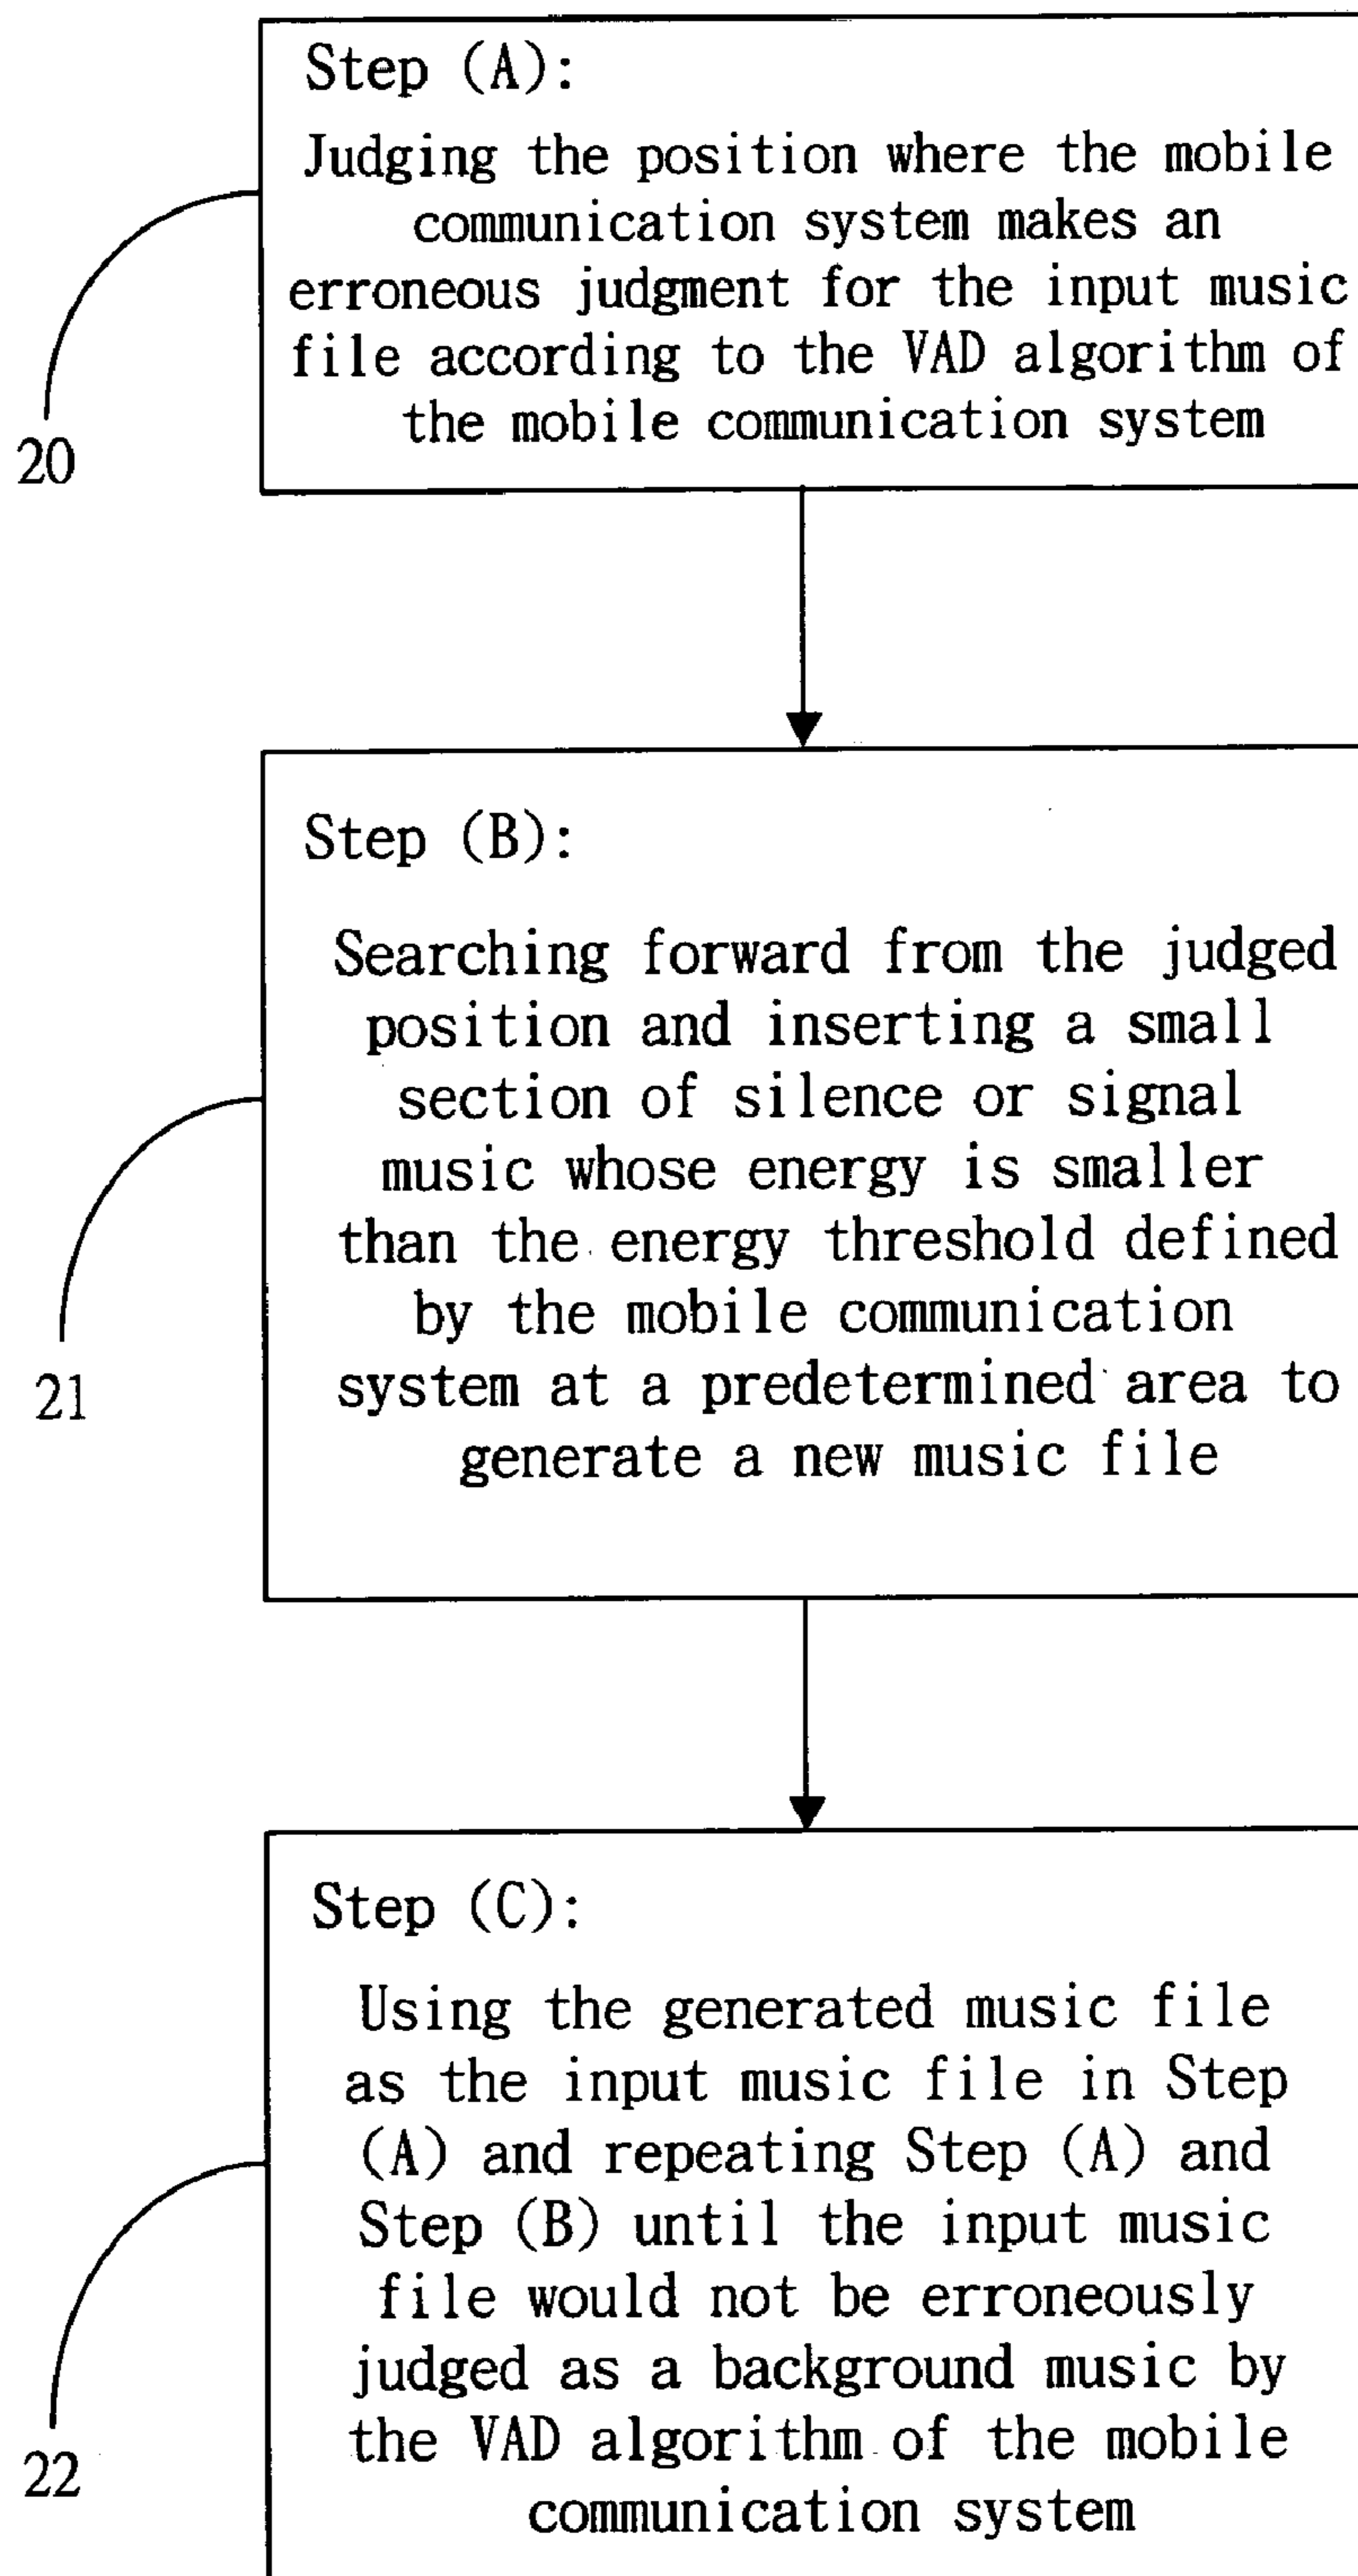 Step (A):
Judging the position where the mobile
communication system makes an
erroneous judgment for the input music
file according to the VAD algorithm of
the mobile communication system
20
Step (B):
Searching forward from the judged
position and inserting a small
section of silence or signal
music whose energy is smaller
than the energy threshold defined
by the mobile communication
system at a predetermined area to
generate a new music file
21
Step (C):
Using the generated music file
as the input music file in Step
(A) and repeating Step (A) and
Step (B) until the input music
file would not be erroneously
judged as a background music by
the VAD algorithm of the mobile
communication system
22